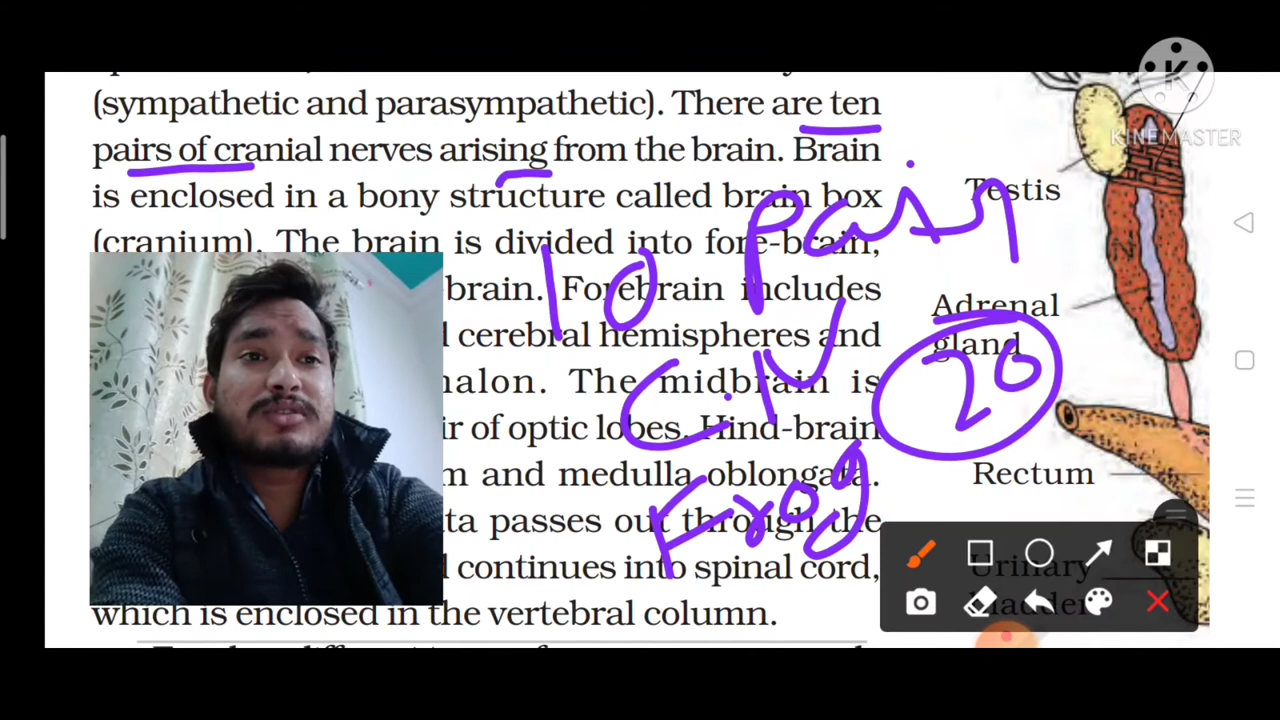 (sympathetic and parasympathetic). There are ten
pairs of cranial nerves arising from the brain. Brain
is enclosed in a bony structure called brain box
(cranium). The brain is divided into fore-brain,
brain. Forebrain includes
cerebral hemispheres and
The midbrain is
of optic lobes. Hind-brain
and medulla oblongata.
passes out through the
continues into spinal cord,
which is enclosed in the vertebral column.
10 Pair
C.N
Frog
20
Testis
Adrenal
gland
Rectum
Urinary
bladder
KINEMASTER